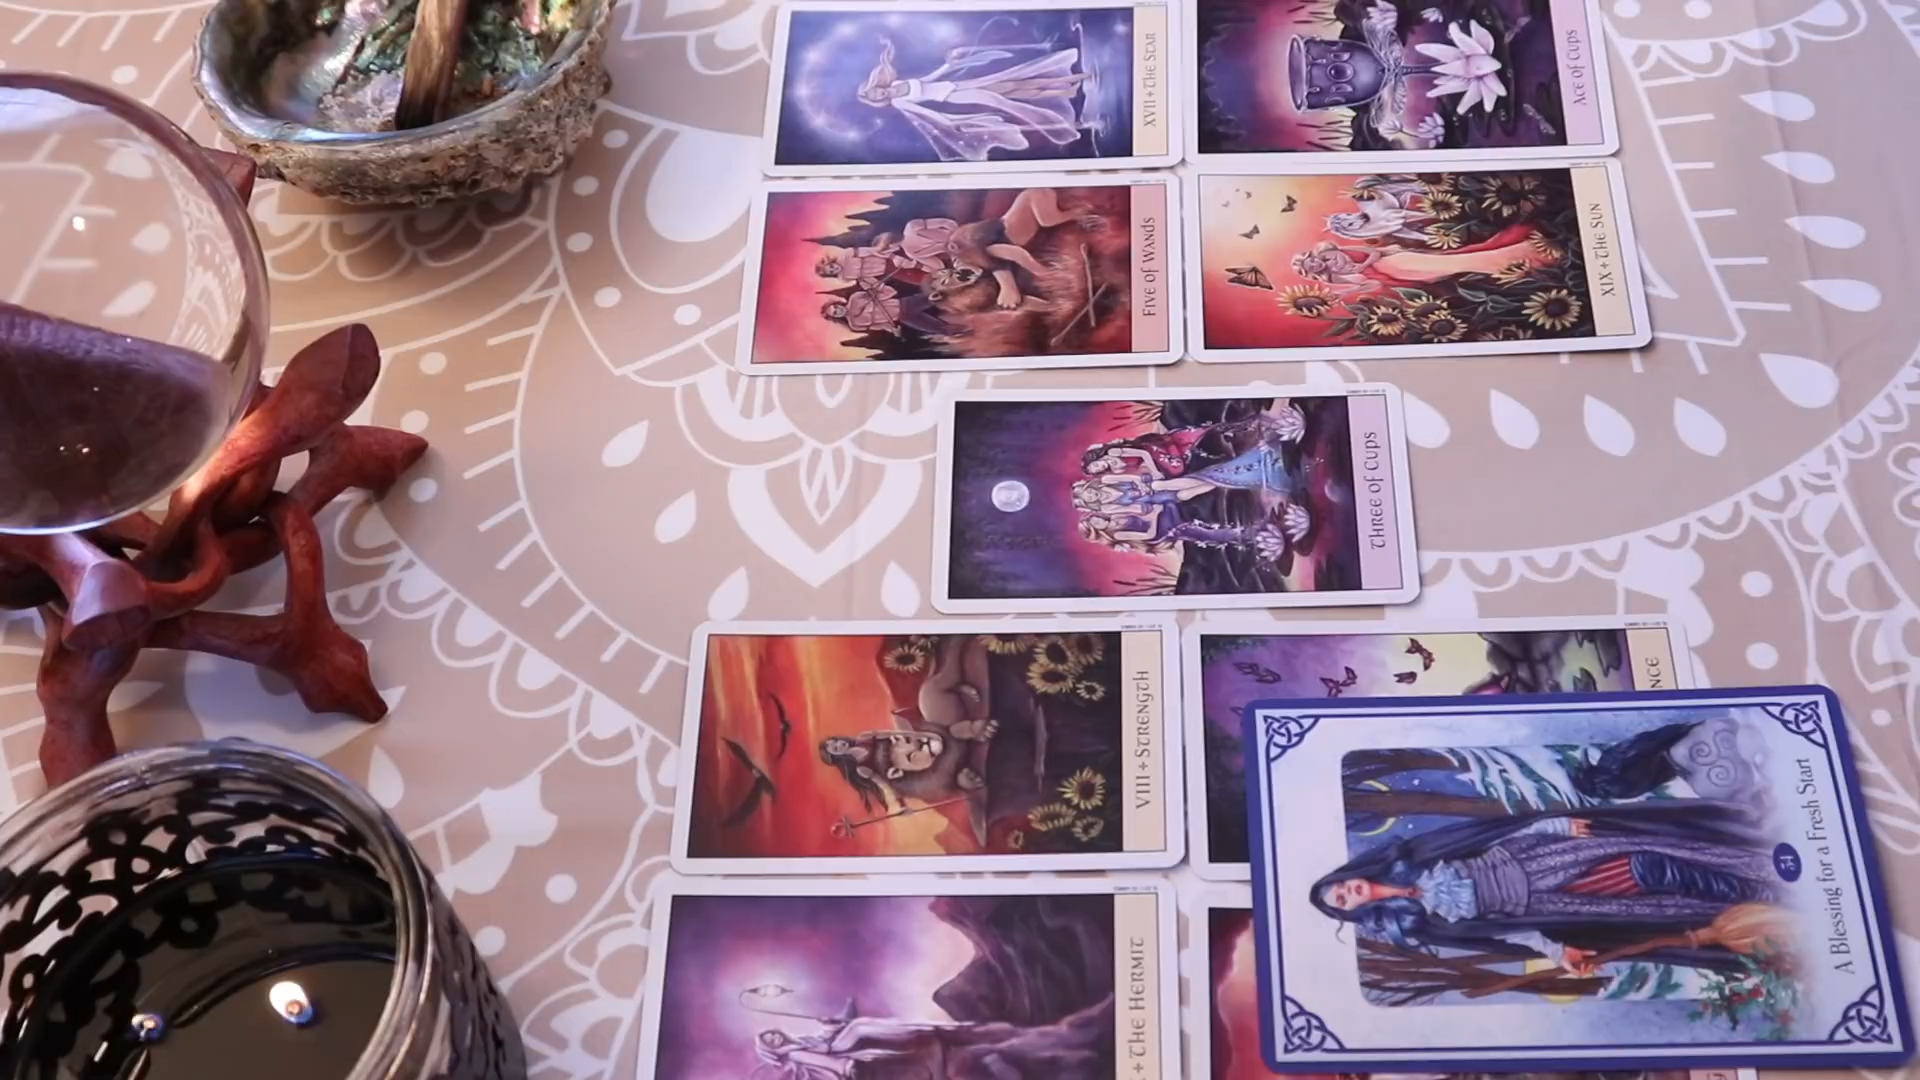 XVII + THE STAR
ACE OF CUPS
FIVE OF WANDS
XIX + THE SUN
THREE OF CUPS
VIII + STRENGTH
NCE
+ THE HERMIT
51
A Blessing for a Fresh Start